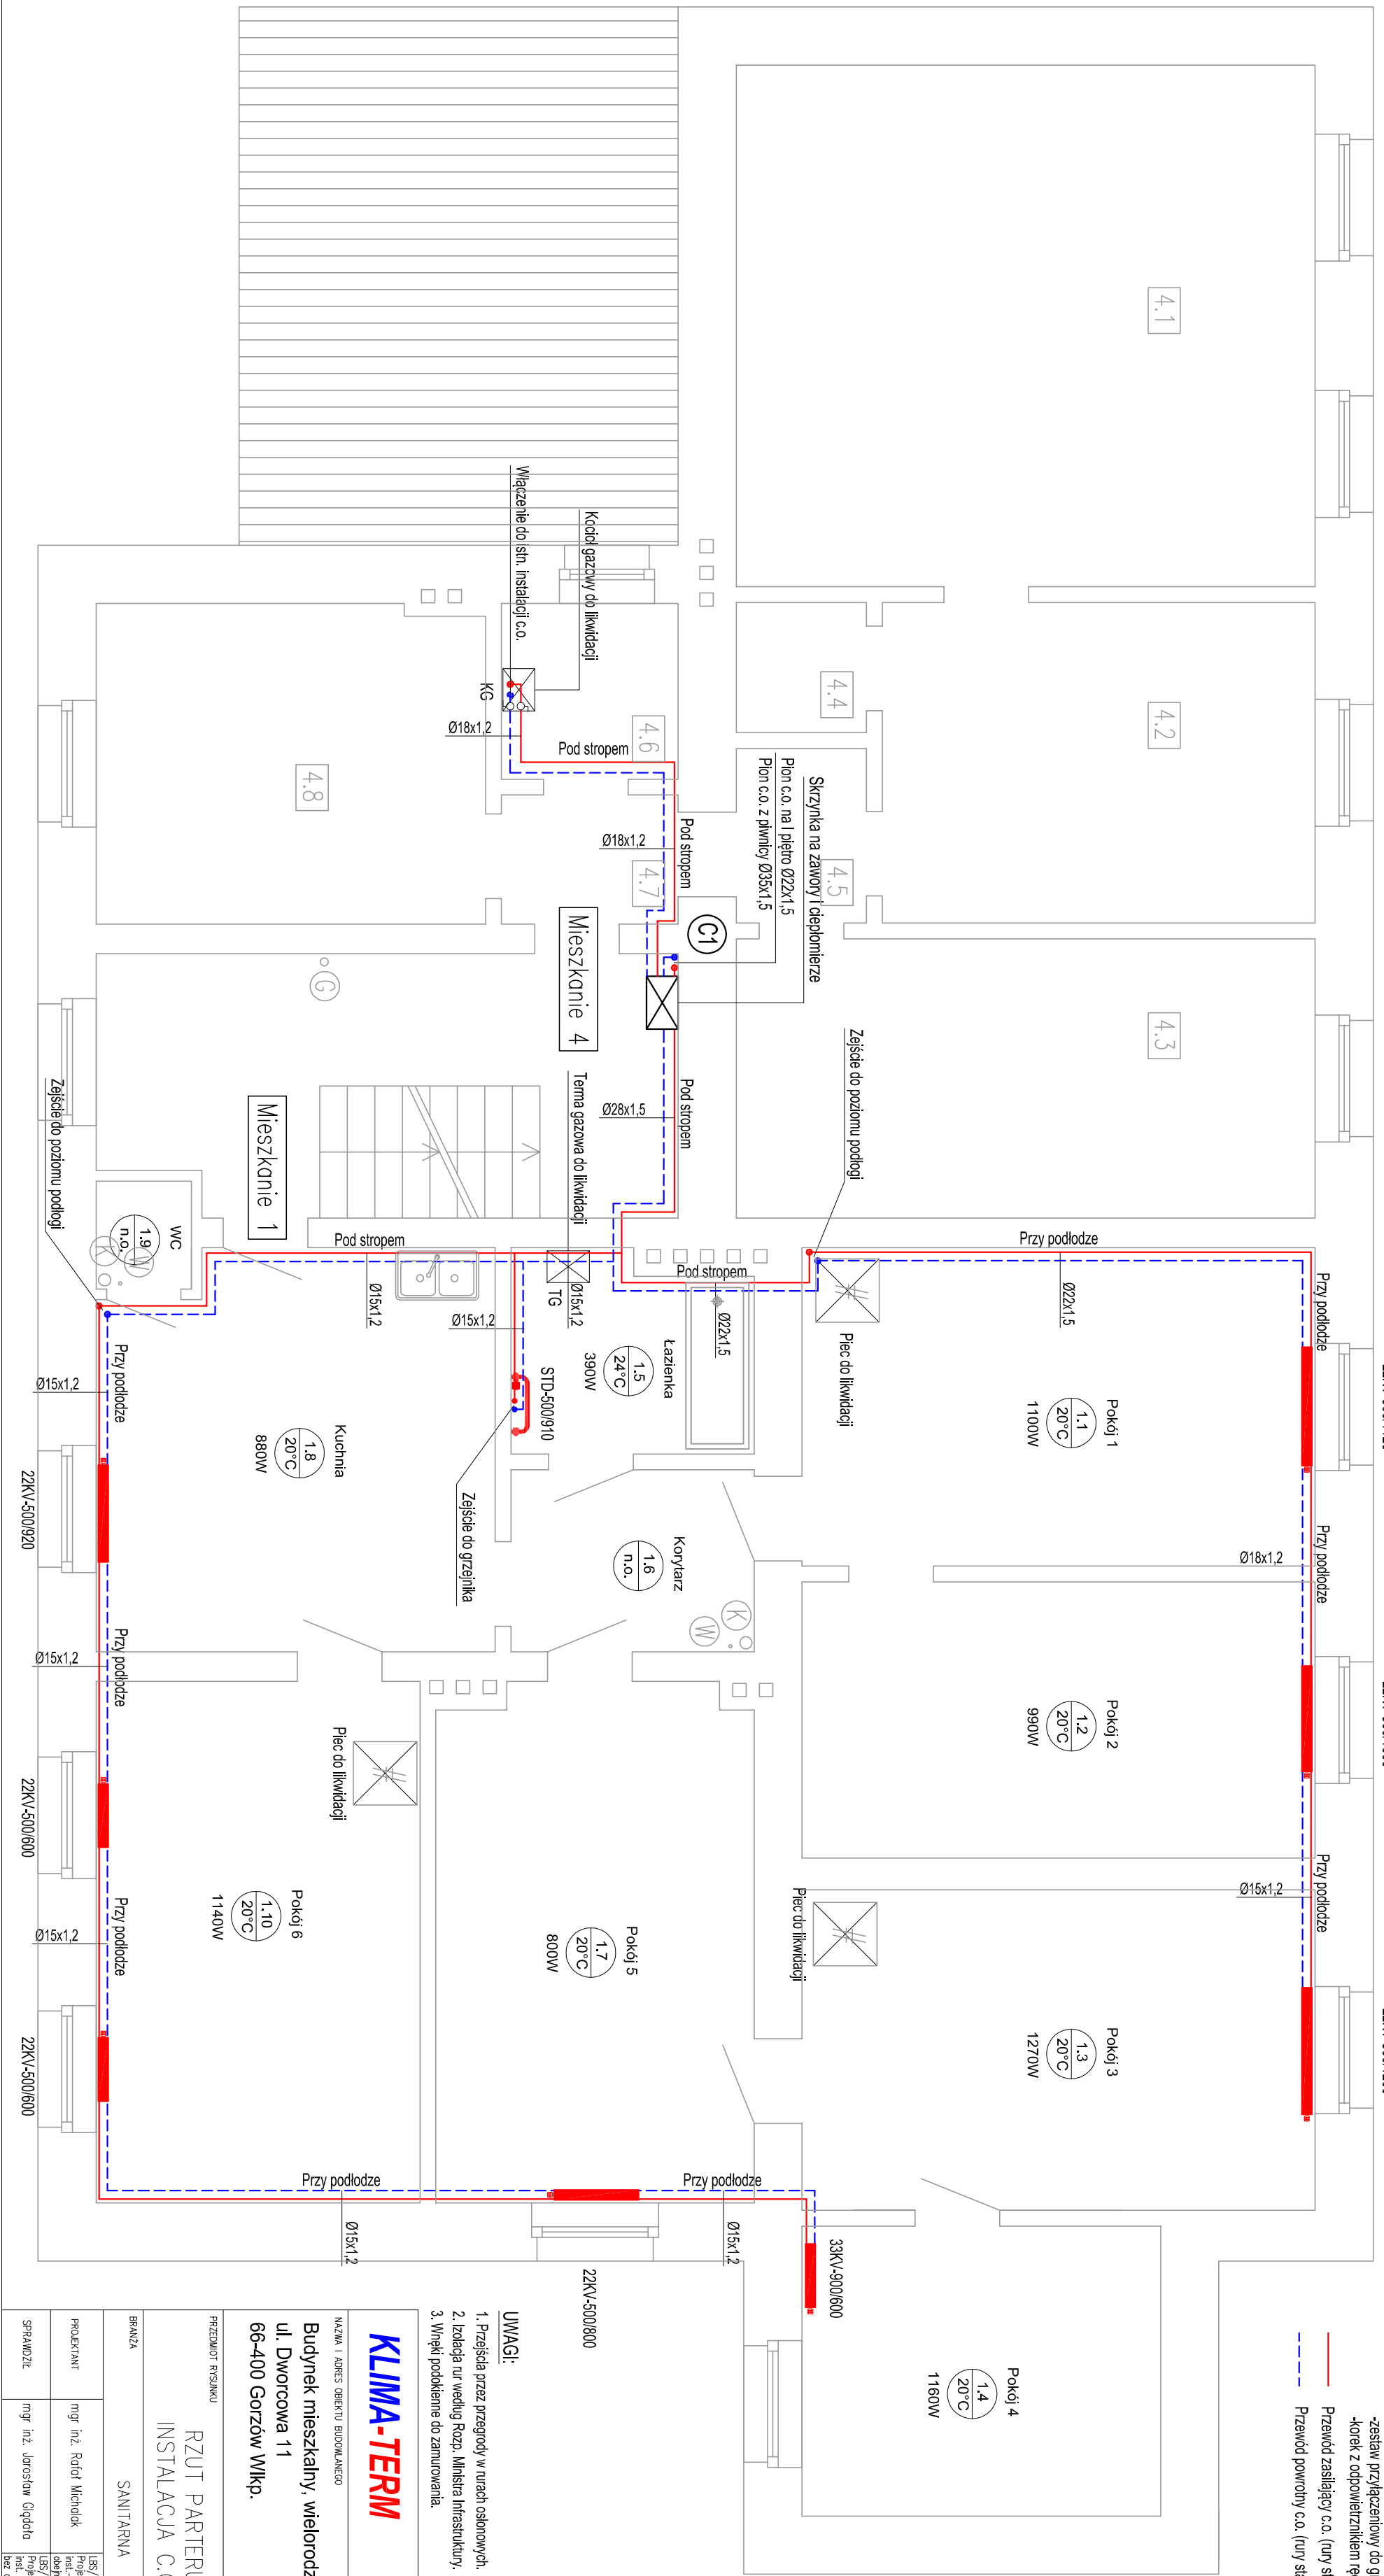 -zestaw przyłączeniowy do g
-korek z odpowietrznikiem rę
Przewód zasilający c.o. (rury st
Przewód powrotny c.o. (rury st
4.1
4.2
4.3
4.4
4.5
4.6
4.7
4.8
Kocioł gazowy do likwidacji
Włączenie do istn. instalacji c.o.
KG
Ø18x1,2
Pod stropem
Ø18x1,2
Pod stropem
Skrzynka na zawory i ciepłomierze
Pion c.o. na I piętro Ø22x1,5
Pion c.o. z piwnicy Ø35x1,5
C1
Mieszkanie 4
G
Pod stropem
Ø28x1,5
Zejście do poziomu podłogi
Terma gazowa do likwidacji
Mieszkanie 1
Zejście do poziomu podłogi
WC
1.9
n.o.
K
W
Pod stropem
Ø15x1,2
TG
Ø15x1,2
Ø15x1,2
Pod stropem
Ø22x1,5
Przy podłodze
Ø22x1,5
Przy podłodze
Piec do likwidacji
Pokój 1
1.1
20°C
1100W
Łazienka
1.5
24°C
390W
STD-500/910
Zejście do grzejnika
Kuchnia
1.8
20°C
880W
Przy podłodze
Ø15x1,2
22KV-500/920
Korytarz
1.6
n.o.
K
W
Przy podłodze
Ø18x1,2
Pokój 2
1.2
20°C
990W
Przy podłodze
Ø15x1,2
Przy podłodze
Ø15x1,2
22KV-500/600
Piec do likwidacji
Piec do likwidacji
Pokój 3
1.3
20°C
1270W
Pokój 5
1.7
20°C
800W
Pokój 6
1.10
20°C
1140W
Przy podłodze
Ø15x1,2
22KV-500/600
Przy podłodze
Ø15x1,2
Przy podłodze
Ø15x1,2
22KV-500/800
33KV-900/600
Pokój 4
1.4
20°C
1160W
UWAGI:
1. Przejścia przez przegrody w rurach osłonowych.
2. Izolacja rur według Rozp. Ministra Infrastruktury.
3. Wnęki podokienne do zamurowania.
KLIMA-TERM
NAZWA I ADRES OBIEKTU BUDOWLANEGO
Budynek mieszkalny, wielorodz
ul. Dworcowa 11
66-400 Gorzów Wlkp.
PRZEDMIOT RYSUNKU
RZUT PARTERU
INSTALACJA C.O
BRANŻA
SANITARNA
PROJEKTANT
mgr inż. Rafał Michalak
LBS/
Proje
inst.-
obejm
SPRAWDZIŁ
mgr inż. Jarosław Glądała
LBS/
Proje
inst.
bez o